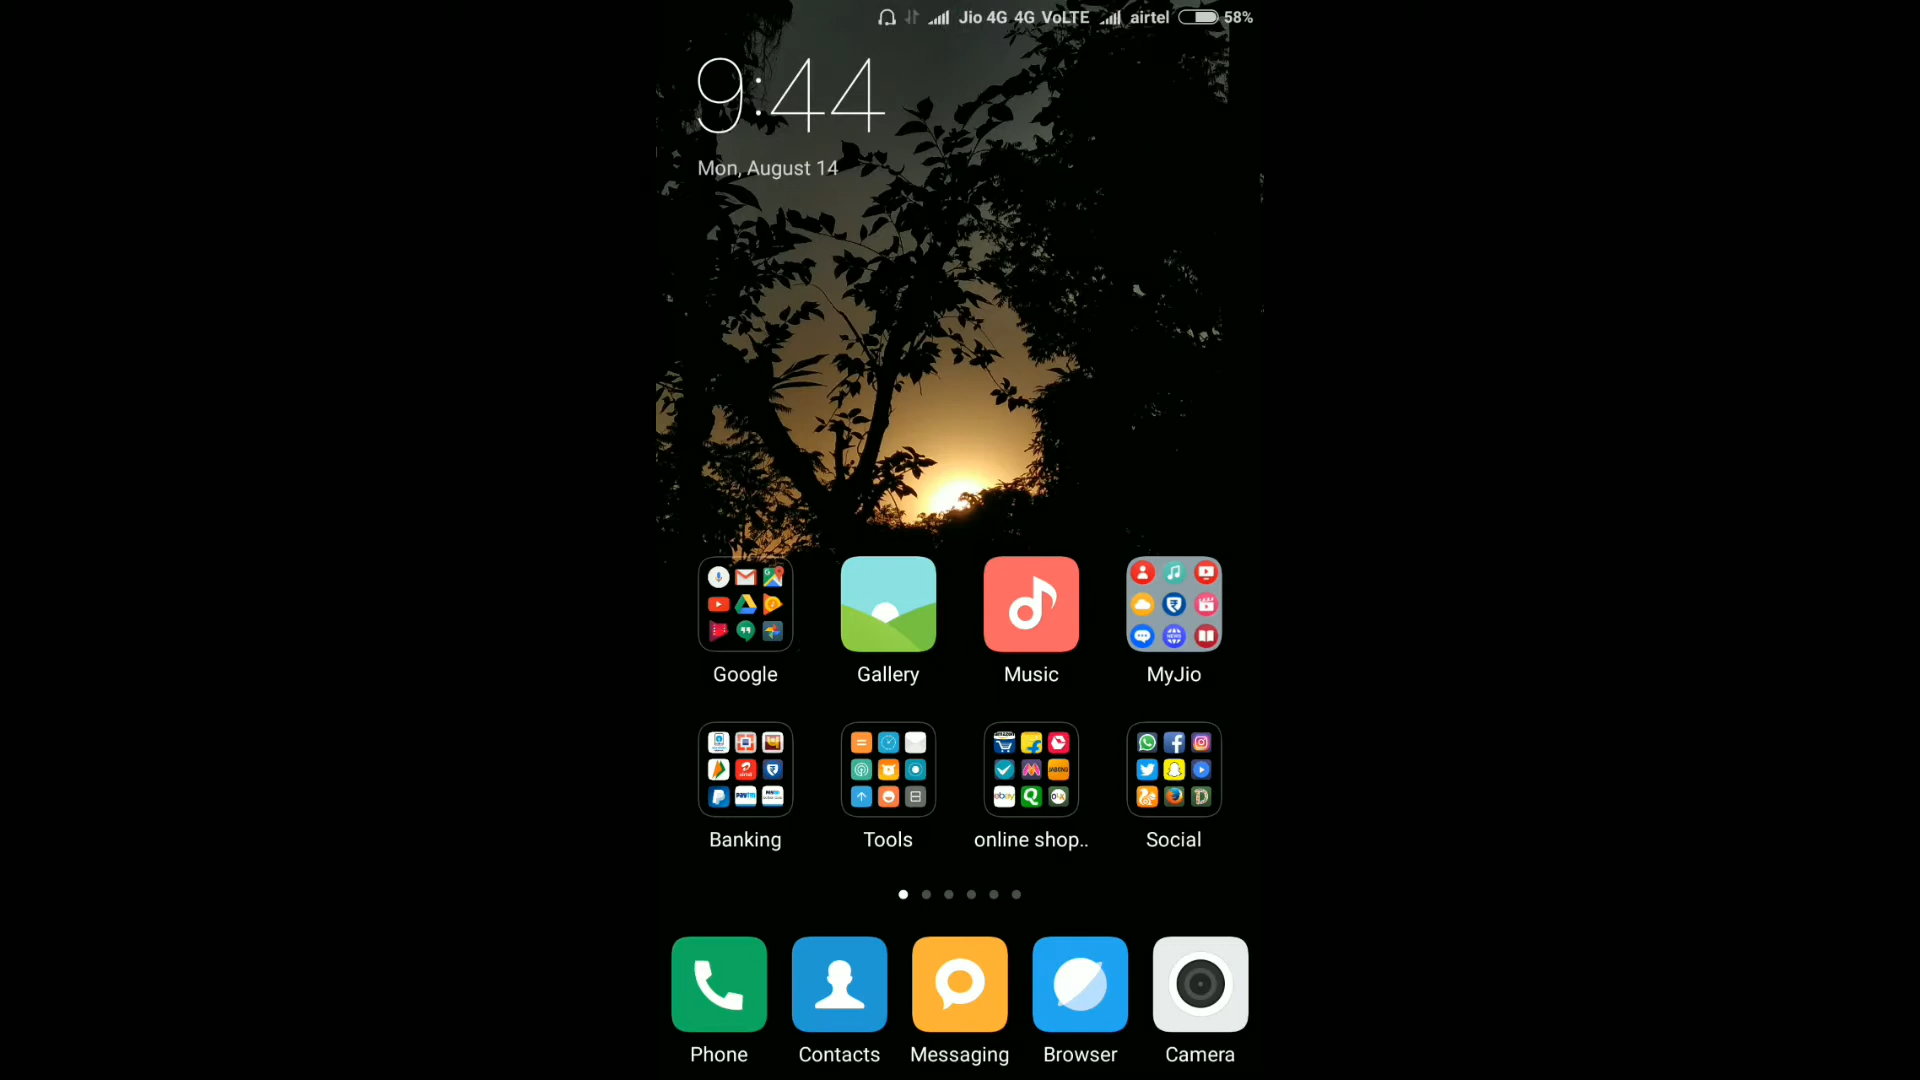 Jio 4G 4G VoLTE airtel 58%
9:44
Mon, August 14
Google Gallery Music MyJio
Banking Tools online shop.. Social
Phone Contacts Messaging Browser Camera